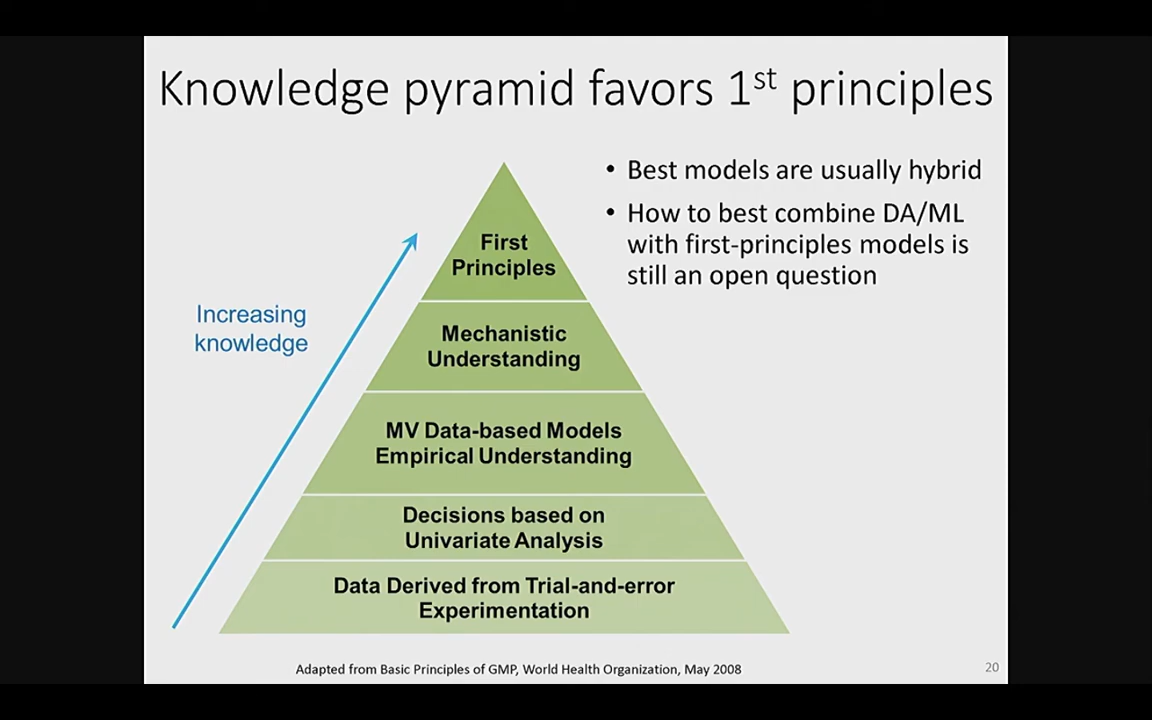 Knowledge pyramid favors 1st principles
• Best models are usually hybrid
• How to best combine DA/ML
with first-principles models is
still an open question
Increasing
knowledge
First
Principles
Mechanistic
Understanding
MV Data-based Models
Empirical Understanding
Decisions based on
Univariate Analysis
Data Derived from Trial-and-error
Experimentation
Adapted from Basic Principles of GMP, World Health Organization, May 2008
20